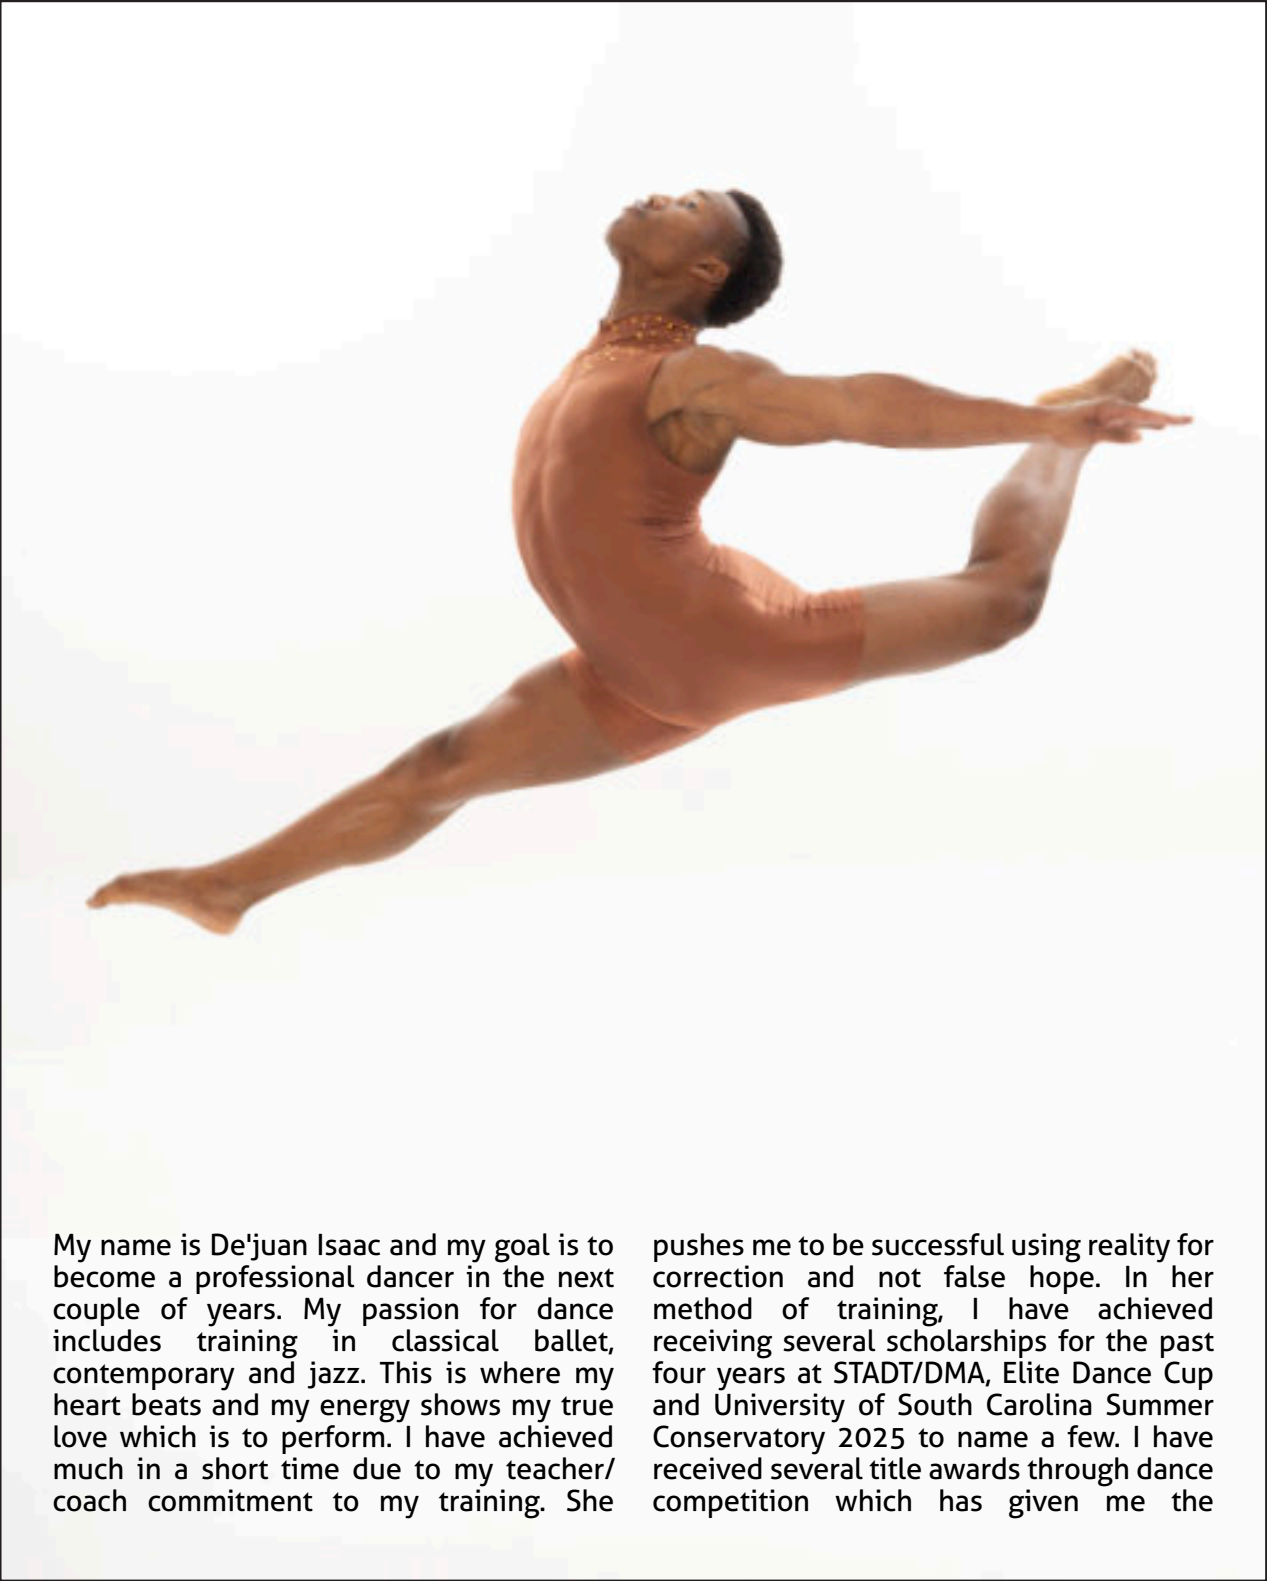 My name is De'juan Isaac and my goal is to
become a professional dancer in the next
couple of years. My passion for dance
includes training in classical ballet,
contemporary and jazz. This is where my
heart beats and my energy shows my true
love which is to perform. I have achieved
much in a short time due to my teacher/
coach commitment to my training. She
pushes me to be successful using reality for
correction and not false hope. In her
method of training, I have achieved
receiving several scholarships for the past
four years at STADT/DMA, Elite Dance Cup
and University of South Carolina Summer
Conservatory 2025 to name a few. I have
received several title awards through dance
competition which has given me the